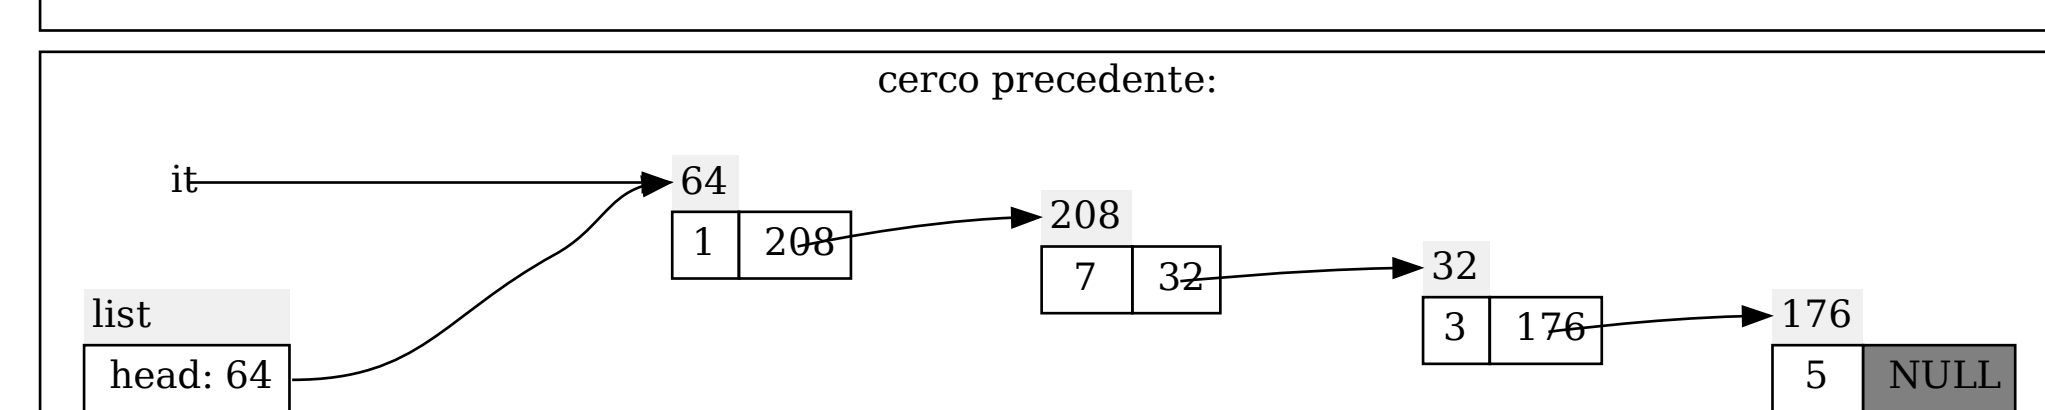 cerco precedente:
it
64
1 208
208
7 32
32
3 176
176
5 NULL
list
head: 64